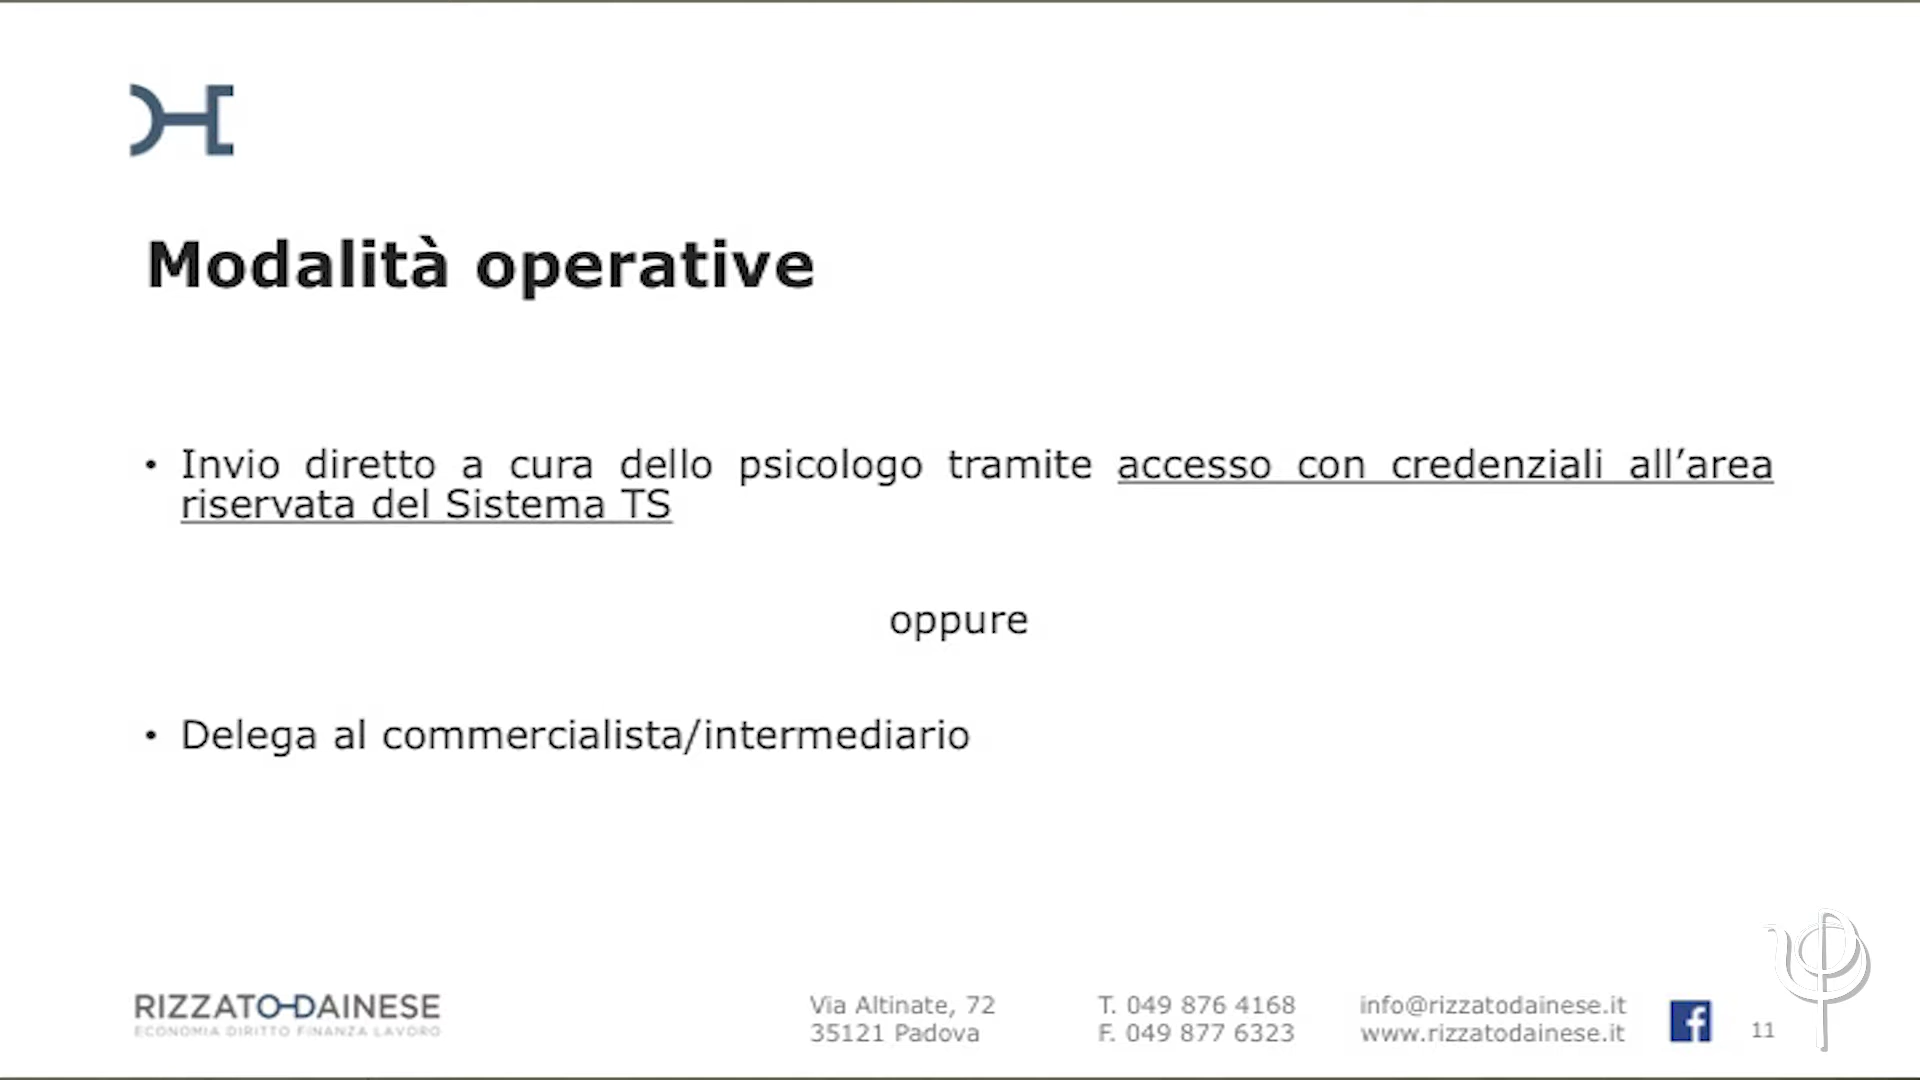 Modalità operative
• Invio diretto a cura dello psicologo tramite accesso con credenziali all’area
riservata del Sistema TS
oppure
• Delega al commercialista/intermediario
RIZZATO-DAINESE
ECONOMIA DIRITTO FINANZA LAVORO
Via Altinate, 72
35121 Padova
T. 049 876 4168
F. 049 877 6323
info@rizzatodainese.it
www.rizzatodainese.it
11